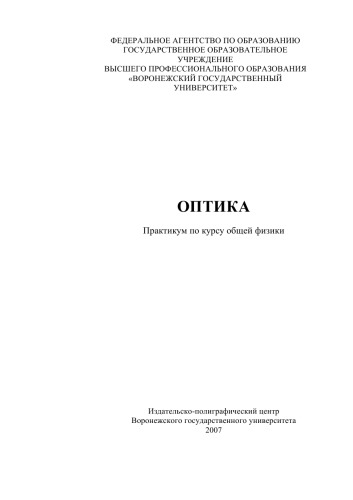 ФЕДЕРАЛЬНОЕ АГЕНТСТВО ПО ОБРАЗОВАНИЮ
ГОСУДАРСТВЕННОЕ ОБРАЗОВАТЕЛЬНОЕ
УЧРЕЖДЕНИЕ
ВЫСШЕГО ПРОФЕССИОНАЛЬНОГО ОБРАЗОВАНИЯ
«ВОРОНЕЖСКИЙ ГОСУДАРСТВЕННЫЙ
УНИВЕРСИТЕТ»
ОПТИКА
Практикум по курсу общей физики
Издательско-полиграфический центр
Воронежского государственного университета
2007